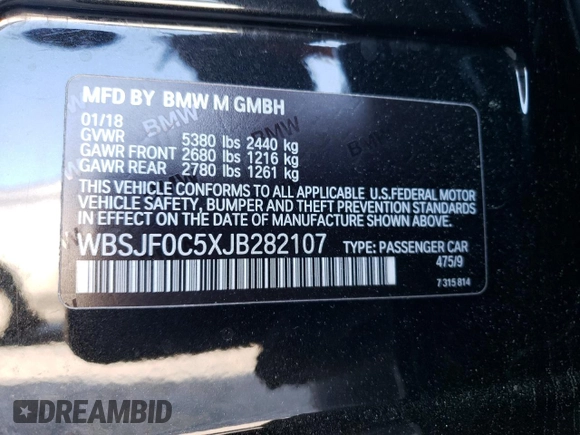 MFD BY BMW M GMBH
01/18
GVWR 5380 lbs 2440 kg
GAWR FRONT 2680 lbs 1216 kg
GAWR REAR 2780 lbs 1261 kg
THIS VEHICLE CONFORMS TO ALL APPLICABLE U.S.FEDERAL MOTOR
VEHICLE SAFETY, BUMPER AND THEFT PREVENTION STANDARDS
IN EFFECT ON THE DATE OF MANUFACTURE SHOWN ABOVE.
WBSJF0C5XJB282107 TYPE: PASSENGER CAR
475/9
7 315 814
DREAMBID